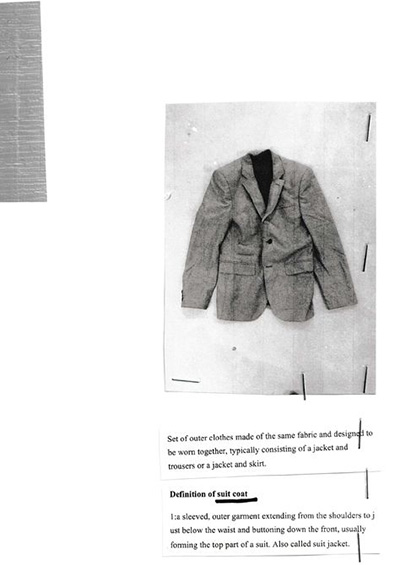 Set of outer clothes made of the same fabric and designed to
be worn together, typically consisting of a jacket and
trousers or a jacket and skirt.
Definition of suit coat
1:a sleeved, outer garment extending from the shoulders to j
ust below the waist and buttoning down the front, usually
forming the top part of a suit. Also called suit jacket.